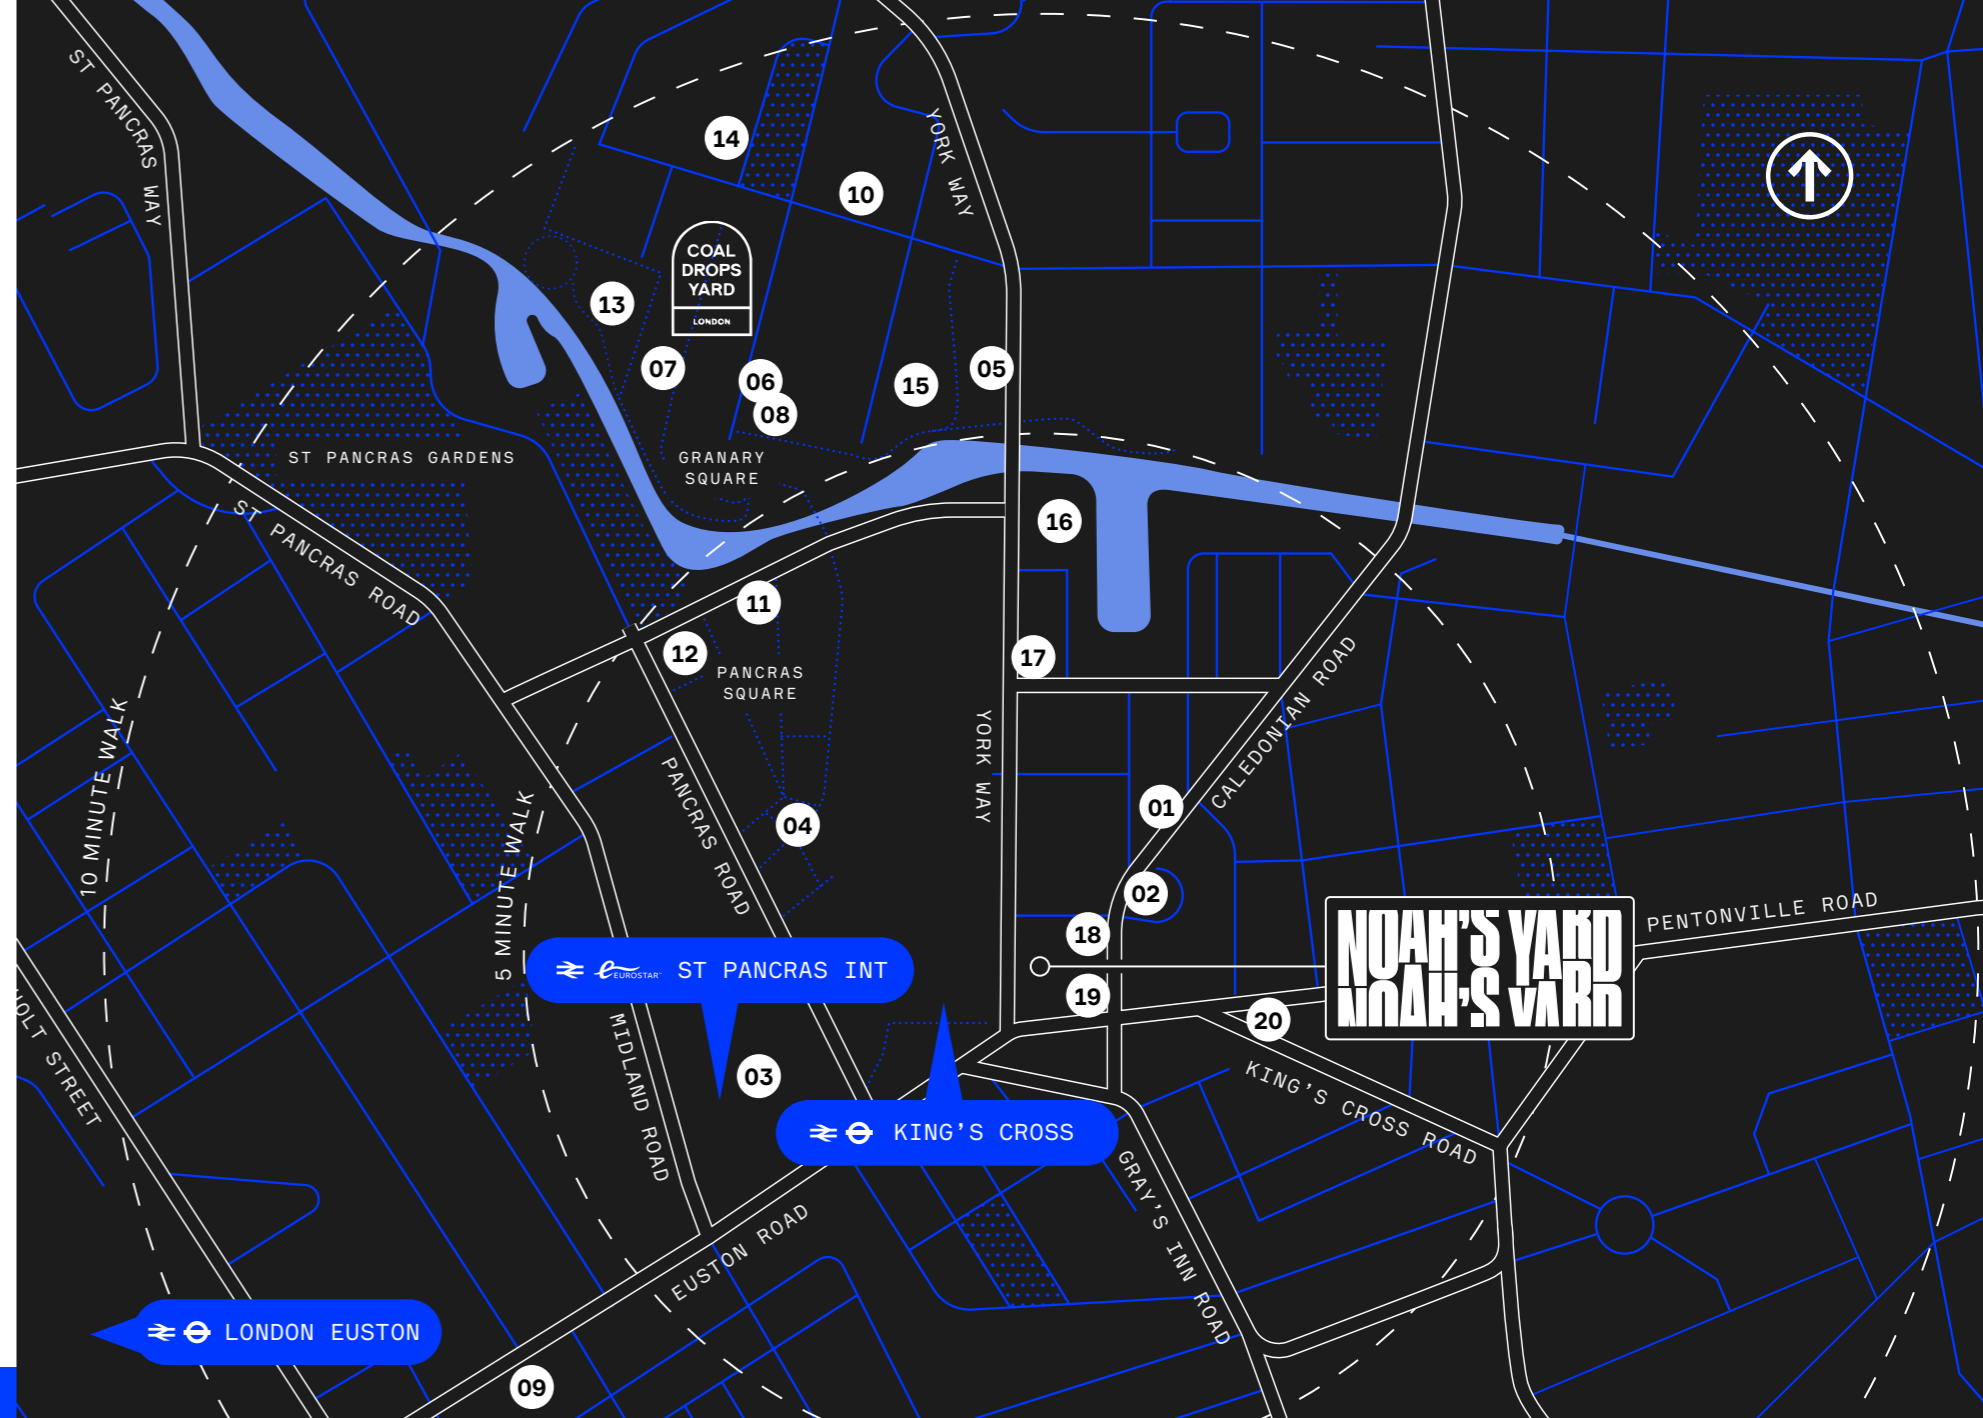 ST PANCRAS WAY
YORK WAY
14
10
COAL
DROPS
YARD
LONDON
13
07
06
08
15
05
ST PANCRAS GARDENS
GRANARY
SQUARE
ST PANCRAS ROAD
16
11
12
PANCRAS
SQUARE
17
CALEDONIAN ROAD
10 MINUTE WALK
5 MINUTE WALK
PANCRAS ROAD
YORK WAY
04
01
02
18
19
20
NOAH'S YARD
NOAH'S YARD
PENTONVILLE ROAD
EUROSTAR
ST PANCRAS INT
OLT STREET
MIDLAND ROAD
03
KING'S CROSS
KING'S CROSS ROAD
GRAY'S INN ROAD
EUSTON ROAD
LONDON EUSTON
09